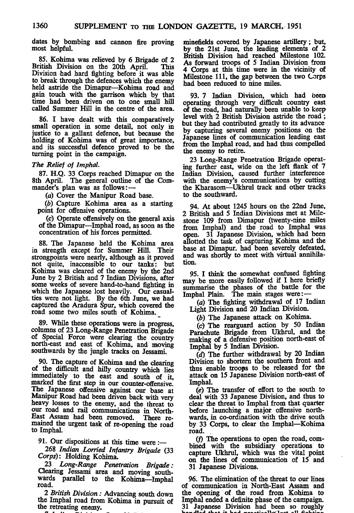 1360 SUPPLEMENT TO THE LONDON GAZETTE, 19 MARCH, 1951
dates by bombing and cannon fire proving
most helpful.
85. Kohima was relieved by 6 Brigade of 2
British Division on the 20th April. This
Division had hard fighting before it was able
to break through the defences which the enemy
held astride the Dimapur—Kohima road and
gain touch with the garrison which by that
time had been driven on to one small hill
called Summer Hill in the centre of the area.
86. I have dealt with this comparatively
small operation in some detail, not only in
justice to a gallant defence, but because the
holding of Kohima was of great importance,
and its successful defence proved to be the
turning point in the campaign.
The Relief of Imphal.
87. H.Q. 33 Corps reached Dimapur on the
8th April. The general outline of the Com-
mander's plan was as follows:—
(a) Cover the Manipur Road base.
(b) Capture Kohima area as a starting
point for offensive operations.
(c) Operate offensively on the general axis
of the Dimapur—Imphal road, as soon as the
concentration of his forces permitted.
88. The Japanese held the Kohima area
in strength except for Summer Hill. Their
strongpoints were nearly, although as it proved
not quite, inaccessible to our tanks; but
Kohima was cleared of the enemy by the 2nd
June by 2 British and 7 Indian Divisions, after
some weeks of severe hand-to-hand fighting in
which the Japanese lost heavily. Our casual-
ties were not light. By the 6th June, we had
captured the Aradura Spur, which covered the
road some two miles south of Kohima.
89. While these operations were in progress,
columns of 23 Long-Range Penetration Brigade
of Special Force were clearing the country
north-east and east of Kohima, and moving
southwards by the jungle tracks on Jessami.
90. The capture of Kohima and the clearing
of the difficult and hilly country which lies
immediately to the east and south of it,
marked the first step in our counter-offensive.
The Japanese offensive against our base at
Manipur Road had been driven back with very
heavy losses to the enemy, and the threat to
our road and rail communications in North-
East Assam had been removed. There re-
mained the urgent task of re-opening the road
to Imphal.
91. Our dispositions at this time were:—
268 Indian Lorried Infantry Brigade (33
Corps): Holding Kohima.
23 Long-Range Penetration Brigade:
Clearing Jessami area and moving south-
wards parallel to the Kohima—Imphal
road.
2 British Division: Advancing south down
the Imphal road from Kohima in pursuit of
the retreating enemy.
minefields covered by Japanese artillery; but,
by the 21st June, the leading elements of 2
British Division had reached Milestone 102.
As forward troops of 5 Indian Division from
4 Corps at this time were in the vicinity of
Milestone 111, the gap between the two Corps
had been reduced to nine miles.
93. 7 Indian Division, which had been
operating through very difficult country east
of the road, had naturally been unable to keep
level with 2 British Division astride the road;
but they had contributed greatly to its advance
by capturing several enemy positions on the
Japanese lines of communication leading east
from the Imphal road, and had thus compelled
the enemy to retire.
23 Long-Range Penetration Brigade operat-
ing further east, wide on the left flank of 7
Indian Division, caused further interference
with the enemy's communications by cutting
the Kharasom—Ukhrul track and other tracks
to the southward.
94. At about 1245 hours on the 22nd June,
2 British and 5 Indian Divisions met at Mile-
stone 109 from Dimapur (twenty-nine miles
from Imphal) and the road to Imphal was
open. 31 Japanese Division, which had been
allotted the task of capturing Kohima and the
base at Dimapur, had been severely defeated,
and was shortly to meet with virtual annihila-
tion.
95. I think the somewhat confused fighting
may be more easily followed if I here briefly
summarise the phases of the battle for the
Imphal Plain. The main stages were:—
(a) The fighting withdrawal of 17 Indian
Light Division and 20 Indian Division.
(b) The Japanese attack on Kohima.
(c) The rearguard action by 50 Indian
Parachute Brigade from Ukhrul, and the
making of a defensive position north-east of
Imphal by 5 Indian Division.
(d) The further withdrawal by 20 Indian
Division to shorten the southern front and
thus enable troops to be released for the
attack on 15 Japanese Division north-east of
Imphal.
(e) The transfer of effort to the south to
deal with 33 Japanese Division, and thus to
clear the threat to Imphal from that quarter
before launching a major offensive north-
wards, in co-ordination with the drive south
by 33 Corps, to clear the Imphal—Kohima
road.
(f) The operations to open the road, com-
bined with the subsidiary operations to
capture Ukhrul, which was the vital point
on the lines of communication of 15 and
31 Japanese Divisions.
96. The elimination of the threat to our lines
of communication in North-East Assam and
the opening of the road from Kohima to
Imphal ended a definite phase of the campaign.
31 Japanese Division had been so roughly